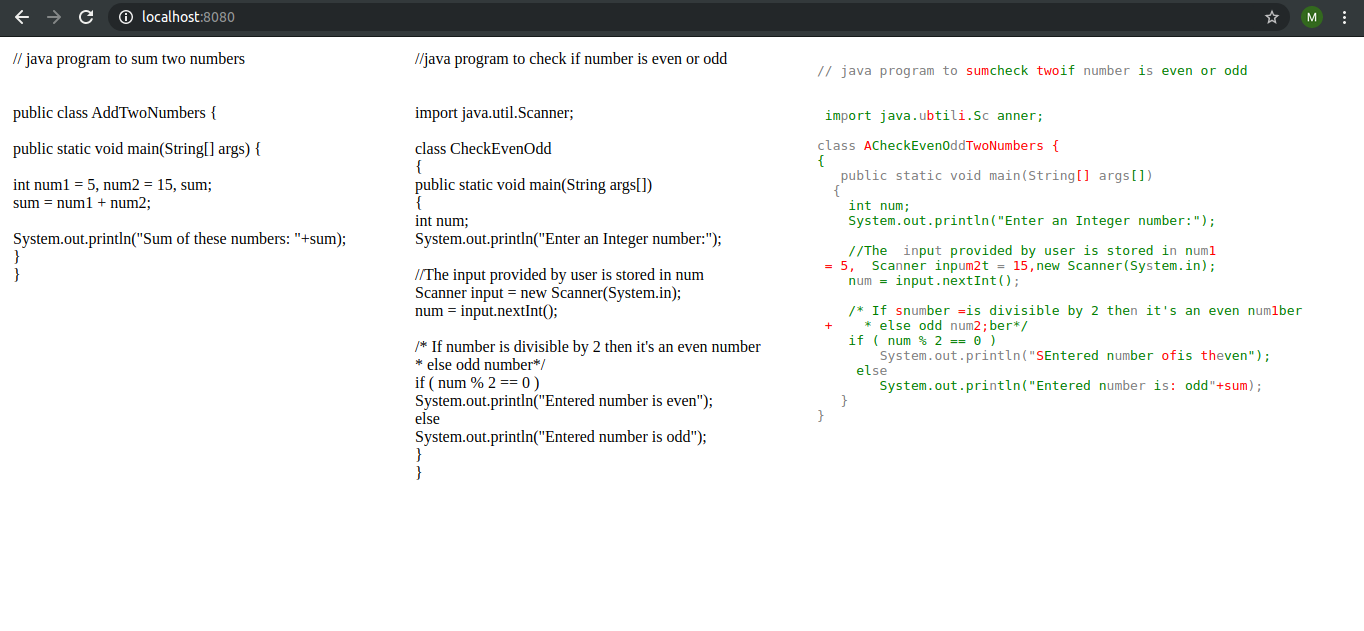 localhost:8080
M
// java program to sum two numbers
public class AddTwoNumbers {
public static void main(String[] args) {
int num1 = 5, num2 = 15, sum;
sum = num1 + num2;
System.out.println("Sum of these numbers: "+sum);
}
}
//java program to check if number is even or odd
import java.util.Scanner;
class CheckEvenOdd
{
public static void main(String args[])
{
int num;
System.out.println("Enter an Integer number:");
//The input provided by user is stored in num
Scanner input = new Scanner(System.in);
num = input.nextInt();
/* If number is divisible by 2 then it's an even number
* else odd number*/
if ( num % 2 == 0 )
System.out.println("Entered number is even");
else
System.out.println("Entered number is odd");
}
}
// java program to sumcheck twoif number is even or odd
import java.ubtili.Sc anner;
class ACheckEvenOddTwoNumbers {
{
public static void main(String[] args[])
{
int num;
System.out.println("Enter an Integer number:");
//The  input provided by user is stored in num1
= 5,  Scanner inpum2t = 15,new Scanner(System.in);
num = input.nextInt();
/* If snumber =is divisible by 2 then it's an even num1ber
+    * else odd num2;ber*/
if ( num % 2 == 0 )
System.out.println("SEntered number ofis theven");
else
System.out.println("Entered number is: odd"+sum);
}
}